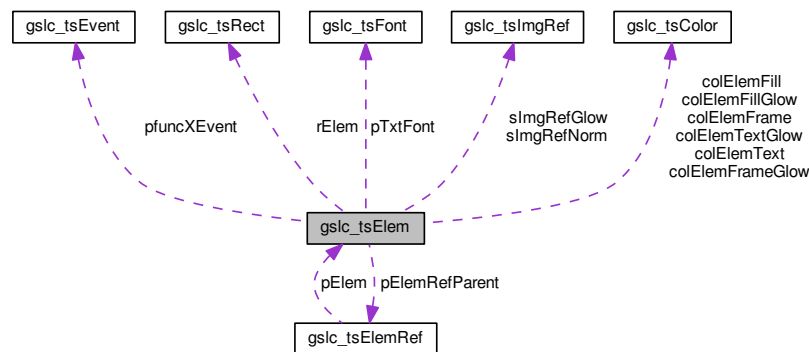 gslc_tsEvent
gslc_tsRect
gslc_tsFont
gslc_tsImgRef
gslc_tsColor
pfuncXEvent
rElem
pTxtFont
sImgRefGlow
sImgRefNorm
colElemFill
colElemFillGlow
colElemFrame
colElemTextGlow
colElemText
colElemFrameGlow
gslc_tsElem
pElem
pElemRefParent
gslc_tsElemRef